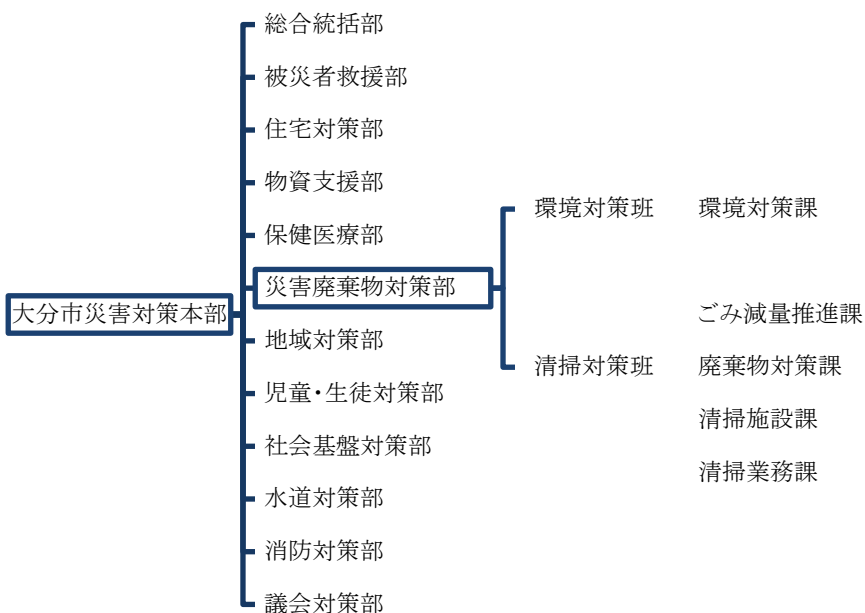 総合統括部
被災者救援部
住宅対策部
物資支援部
環境対策班 環境対策課
保健医療部
災害廃棄物対策部
大分市災害対策本部
ごみ減量推進課
地域対策部
清掃対策班 廃棄物対策課
児童・生徒対策部
清掃施設課
社会基盤対策部
清掃業務課
水道対策部
消防対策部
議会対策部